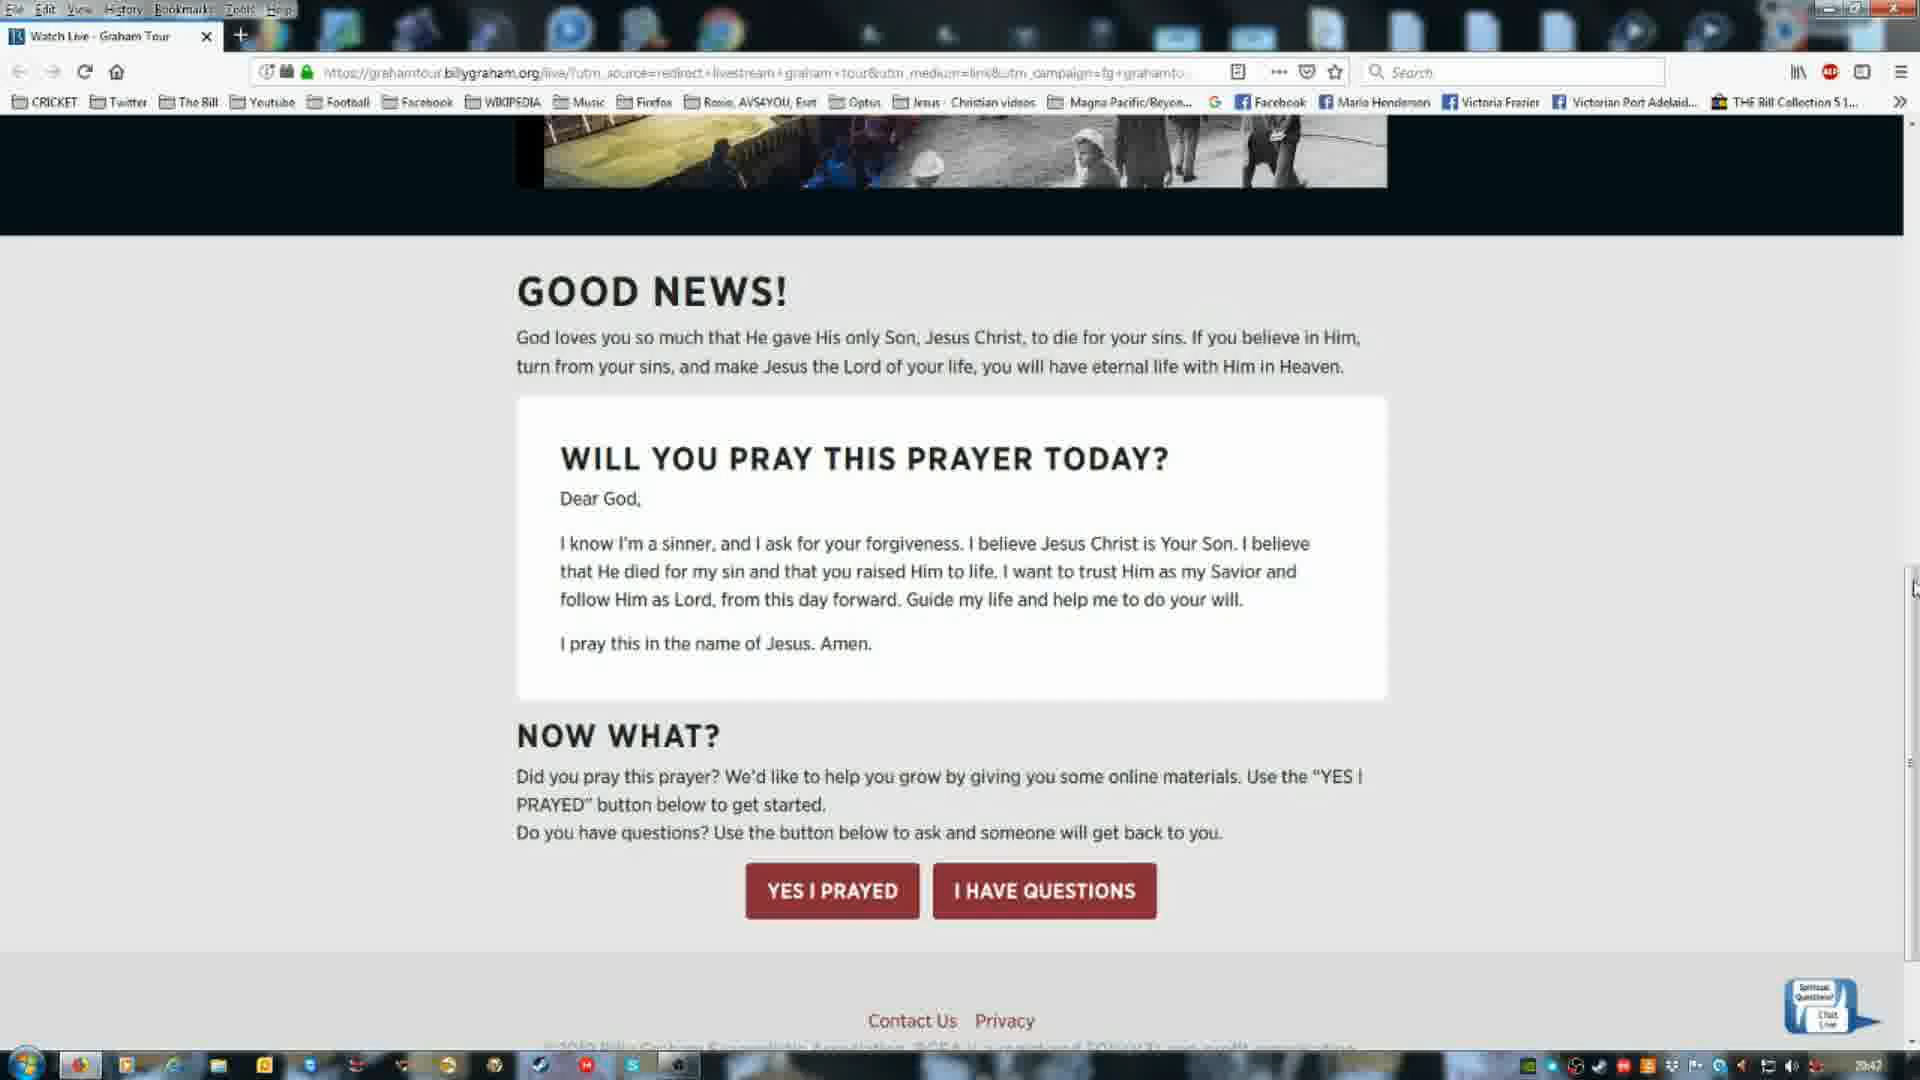 File Edit View History Bookmarks Tools Help
Watch Live - Graham Tour
https://grahamtour.billygraham.org/live/?utm_source=redirect+livestream+graham+tour&utm_medium=link&utm_campaign=fg+grahamto...
Search
CRICKET Twitter The Bill Youtube Football Facebook WIKIPEDIA Music Firefox Roxio, AVS4YOU, Eset Optus Jesus - Christian videos Magna Pacific/Beyon... Facebook Mario Henderson Victoria Frazier Victorian Port Adelaid... THE Bill Collection 5 1...
GOOD NEWS!
God loves you so much that He gave His only Son, Jesus Christ, to die for your sins. If you believe in Him,
turn from your sins, and make Jesus the Lord of your life, you will have eternal life with Him in Heaven.
WILL YOU PRAY THIS PRAYER TODAY?
Dear God,
I know I'm a sinner, and I ask for your forgiveness. I believe Jesus Christ is Your Son. I believe
that He died for my sin and that you raised Him to life. I want to trust Him as my Savior and
follow Him as Lord, from this day forward. Guide my life and help me to do your will.
I pray this in the name of Jesus. Amen.
NOW WHAT?
Did you pray this prayer? We'd like to help you grow by giving you some online materials. Use the “YES I
PRAYED” button below to get started.
Do you have questions? Use the button below to ask and someone will get back to you.
YES I PRAYED I HAVE QUESTIONS
Spiritual
Questions?
Chat
Live
Contact Us Privacy